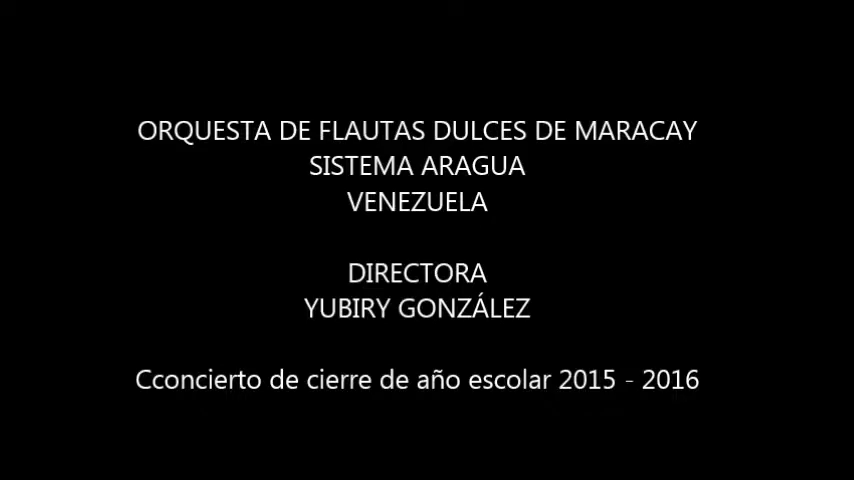 ORQUESTA DE FLAUTAS DULCES DE MARACAY
SISTEMA ARAGUA
VENEZUELA
DIRECTORA
YUBIRY GONZÁLEZ
Cconcierto de cierre de año escolar 2015 - 2016